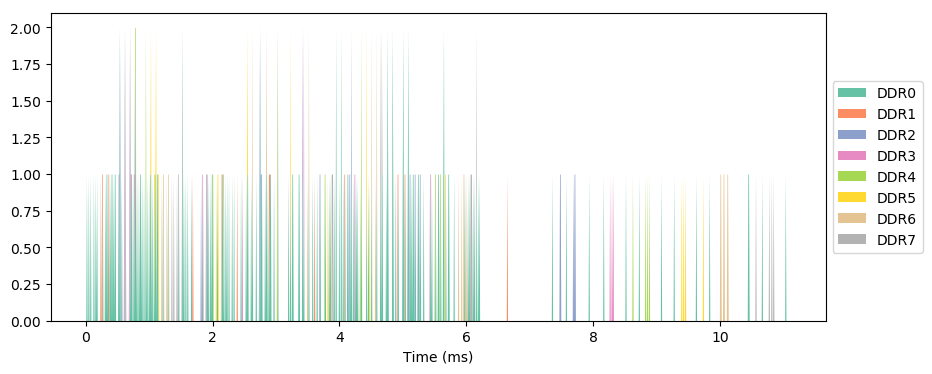 2.00
1.75
1.50
1.25
1.00
0.75
0.50
0.25
0.00
0 2 4 6 8 10
Time (ms)
DDR0
DDR1
DDR2
DDR3
DDR4
DDR5
DDR6
DDR7